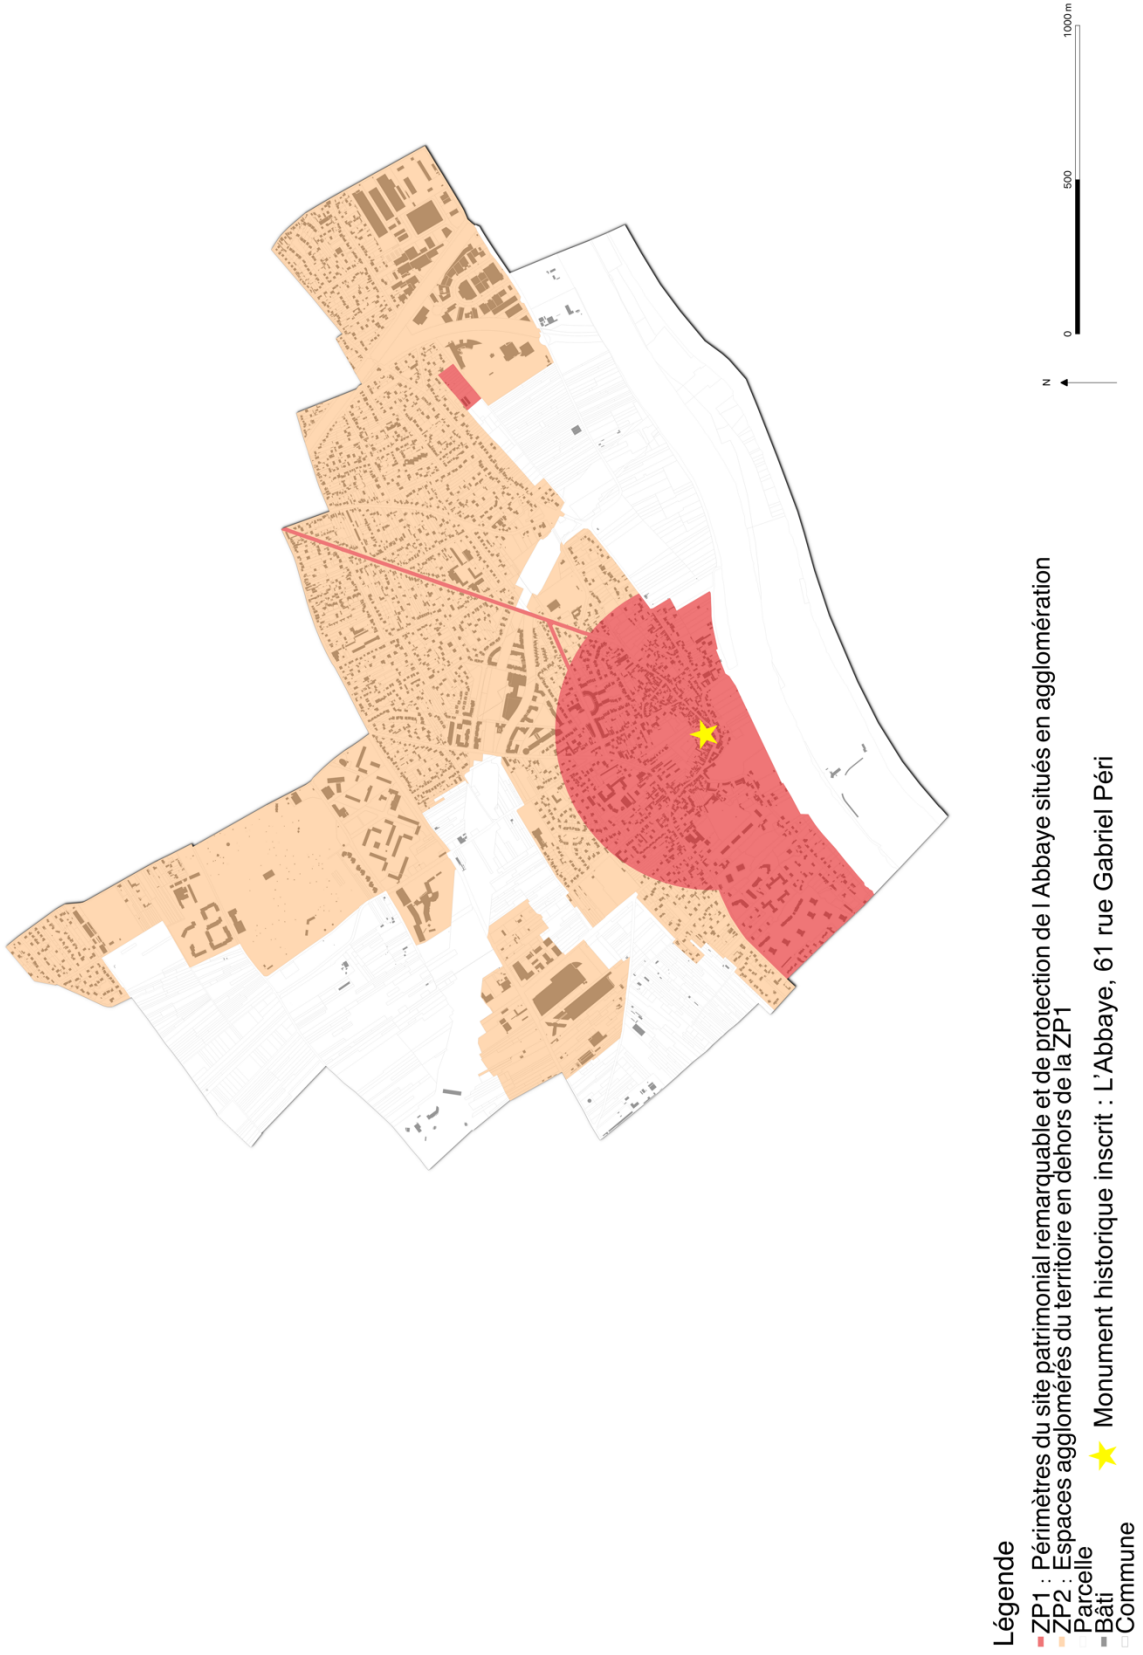 Légende
ZP1 : Périmètres du site patrimonial remarquable et de protection de l Abbaye situés en agglomération
ZP2 : Espaces agglomérés du territoire en dehors de la ZP1
Parcelle
Bâti
Commune
Monument historique inscrit : L'Abbaye, 61 rue Gabriel Péri
N
0 500 1000 m